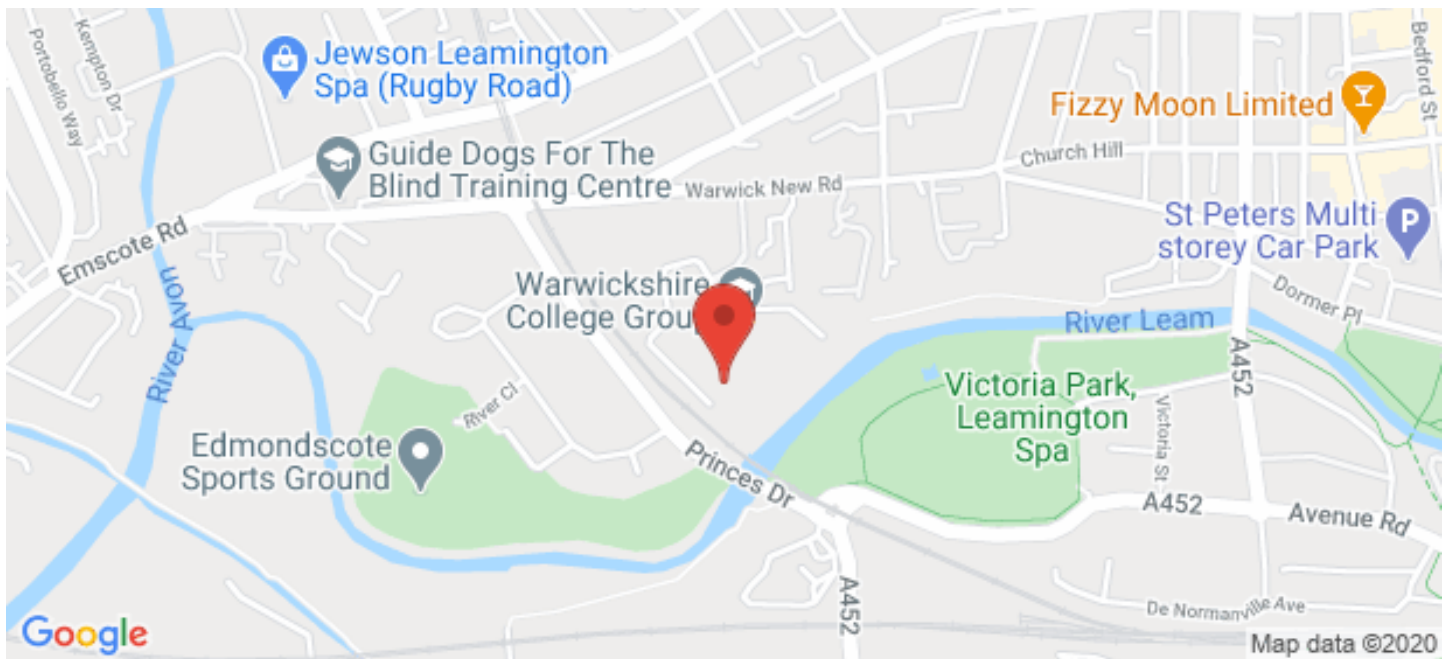 Kempton Dr
Portobello Way
Jewson Leamington
Spa (Rugby Road)
Bedford St
Fizzy Moon Limited
Guide Dogs For The
Blind Training Centre
Church Hill
Warwick New Rd
Emscote Rd
St Peters Multi
storey Car Park
P
Warwickshire
College Group
Dormer Pl
River Avon
River Leam
A452
Victoria Park,
Leamington
Spa
Victoria St
River Cl
Edmondscote
Sports Ground
Princes Dr
A452
Avenue Rd
A452
De Normanville Ave
Google
Map data ©2020